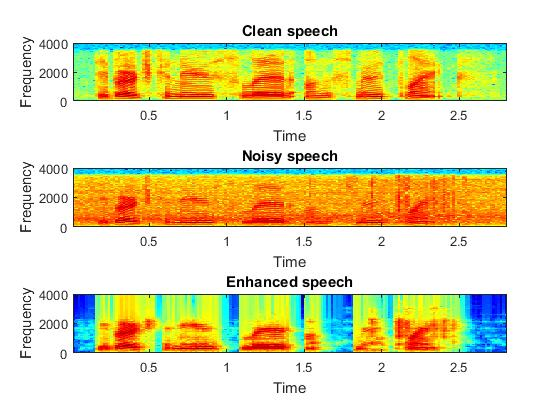 Clean speech
4000
2000
0
Frequency
0.5 1 1.5 2 2.5
Time
Noisy speech
4000
2000
0
Frequency
0.5 1 1.5 2 2.5
Time
Enhanced speech
4000
2000
0
Frequency
0.5 1 1.5 2 2.5
Time